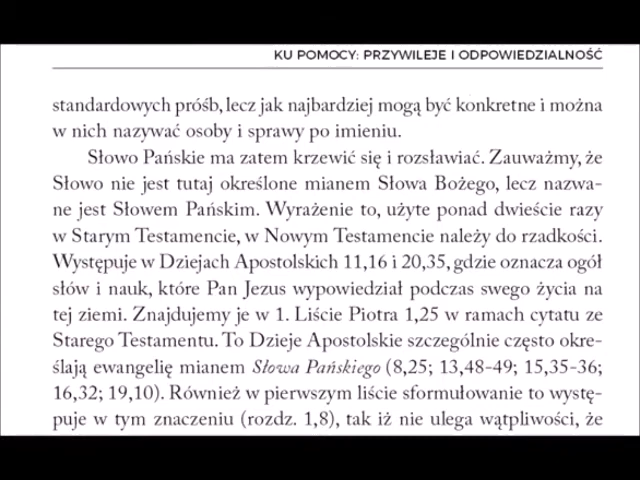 KU POMOCY: PRZYWILEJE I ODPOWIEDZIALNOŚĆ
standardowych próśb, lecz jak najbardziej mogą być konkretne i można
w nich nazywać osoby i sprawy po imieniu.
Słowo Pańskie ma zatem krzewić się i rozsławiać. Zauważmy, że
Słowo nie jest tutaj określone mianem Słowa Bożego, lecz nazwa-
ne jest Słowem Pańskim. Wyrażenie to, użyte ponad dwieście razy
w Starym Testamencie, w Nowym Testamencie należy do rzadkości.
Występuje w Dziejach Apostolskich 11,16 i 20,35, gdzie oznacza ogół
słów i nauk, które Pan Jezus wypowiedział podczas swego życia na
tej ziemi. Znajdujemy je w 1. Liście Piotra 1,25 w ramach cytatu ze
Starego Testamentu. To Dzieje Apostolskie szczególnie często okre-
ślają ewangelię mianem Słowa Pańskiego (8,25; 13,48-49; 15,35-36;
16,32; 19,10). Również w pierwszym liście sformułowanie to wystę-
puje w tym znaczeniu (rozdz. 1,8), tak iż nie ulega wątpliwości, że